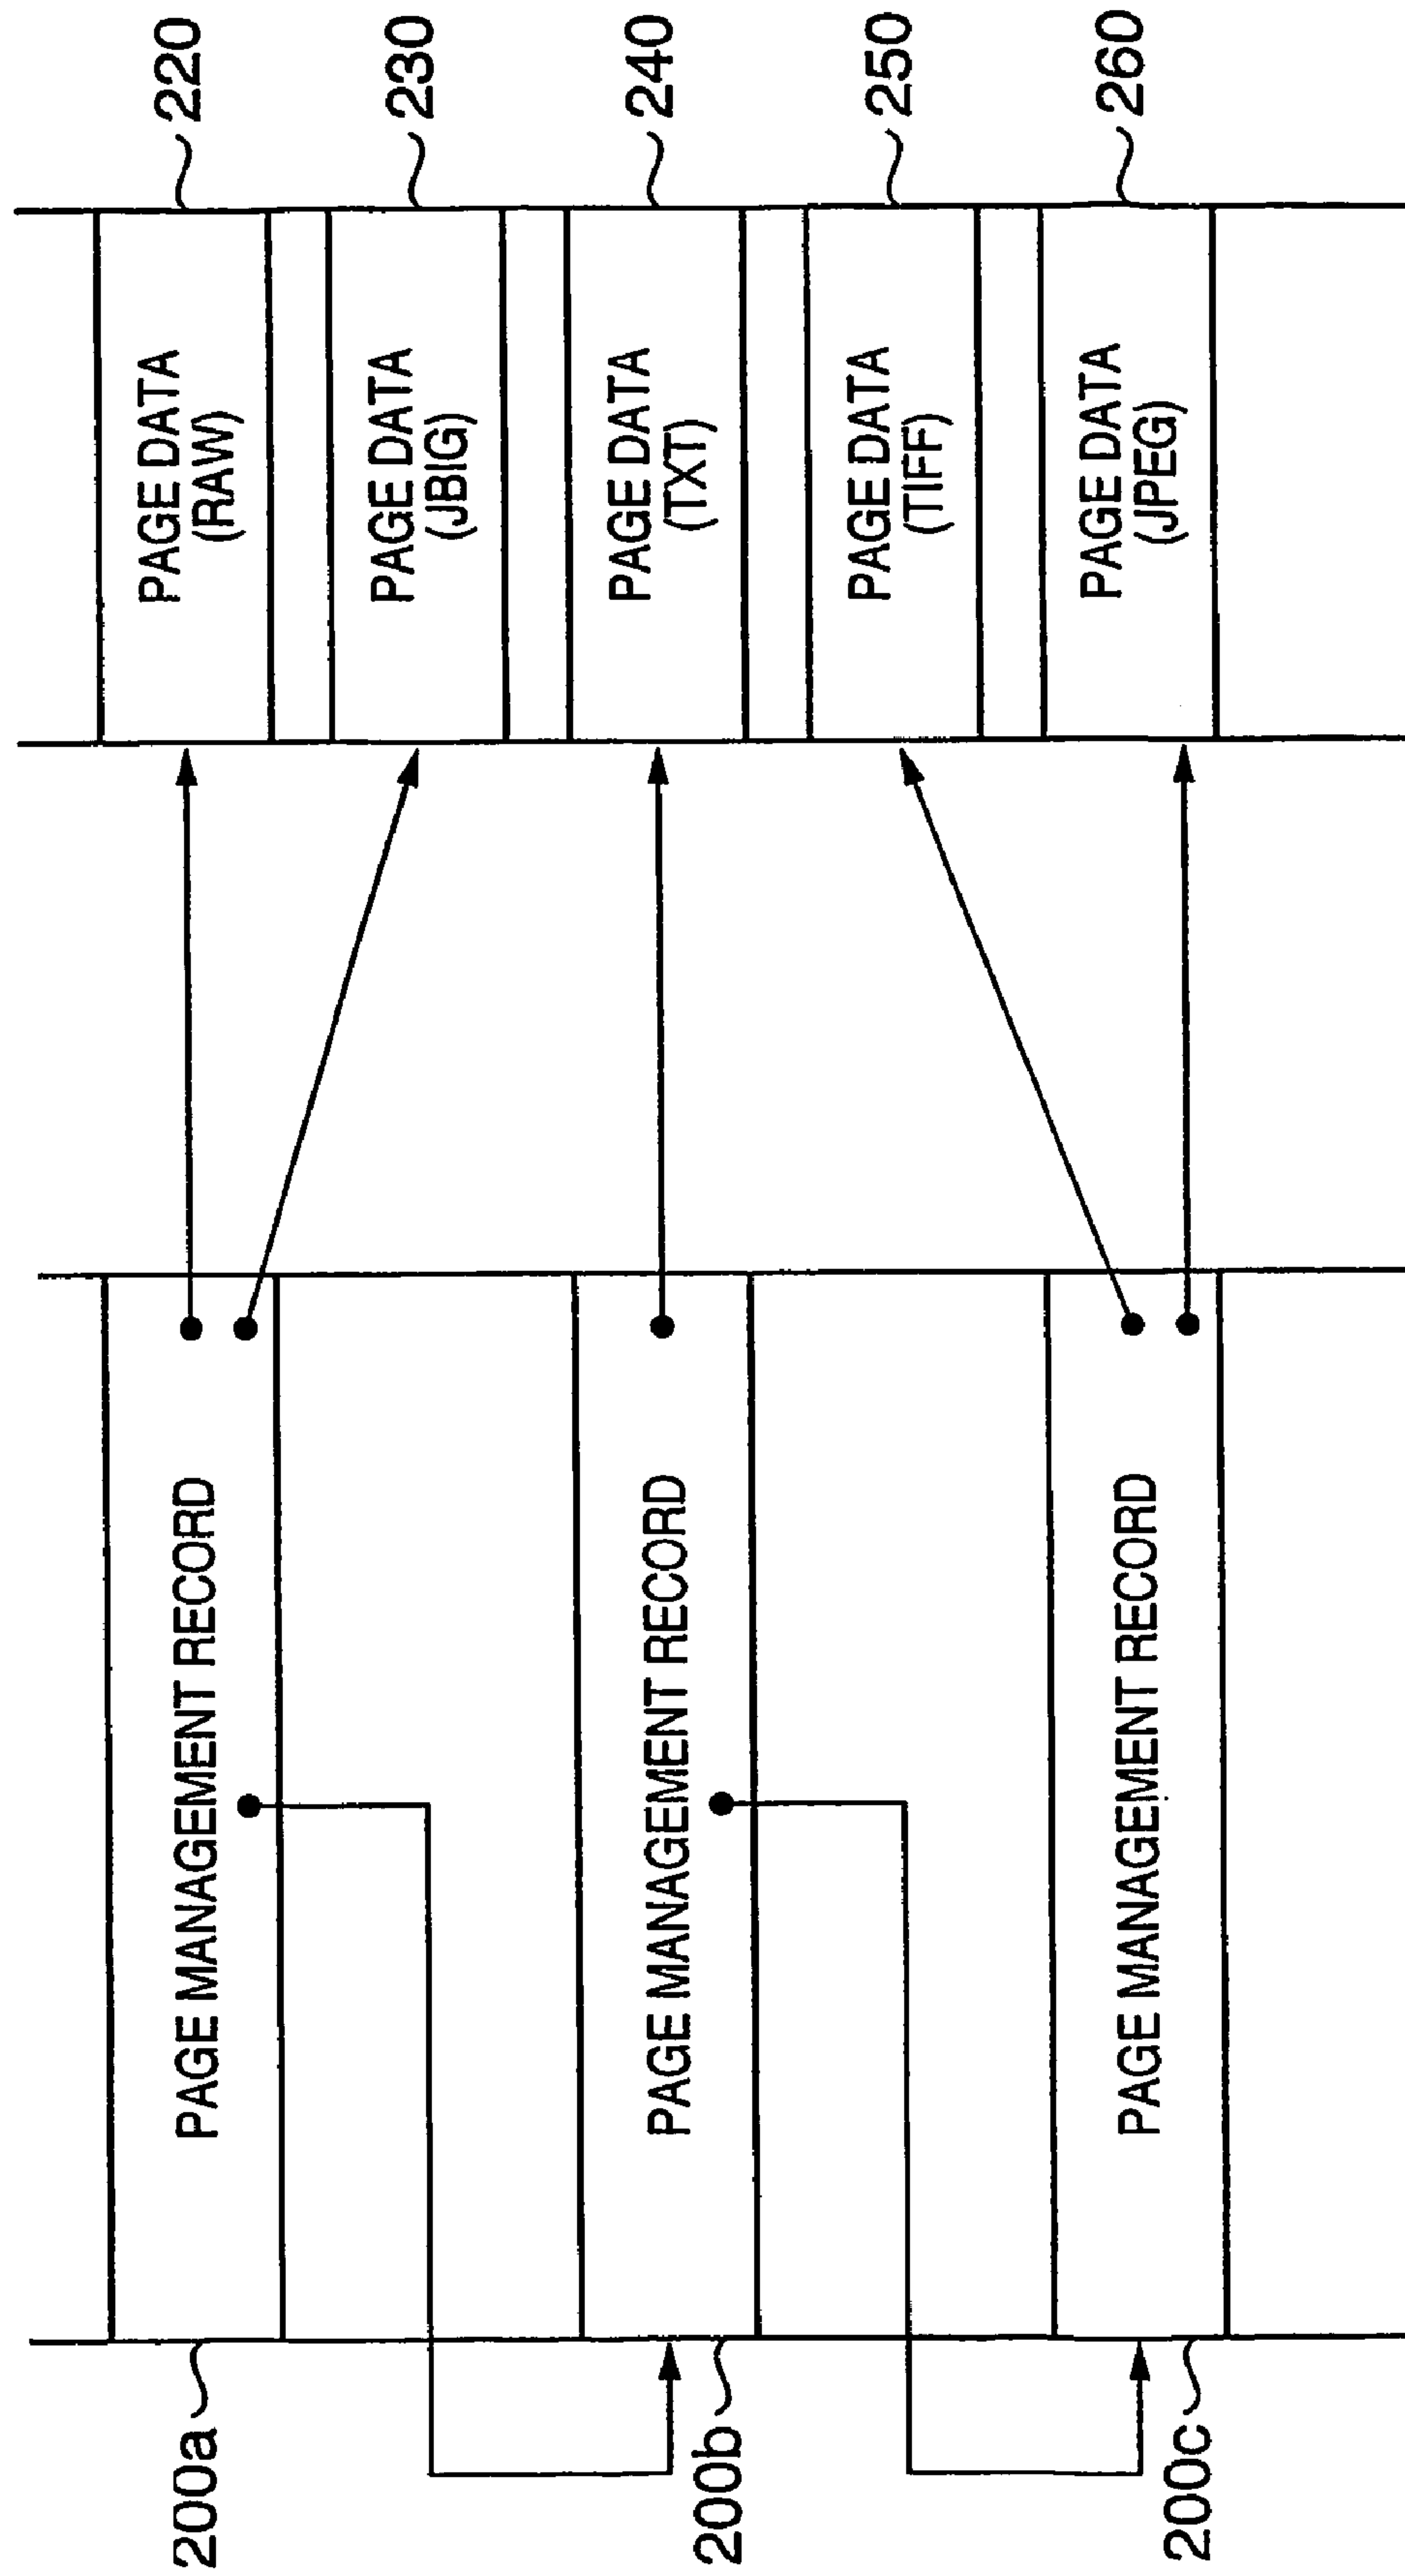 200a
PAGE MANAGEMENT RECORD
PAGE DATA
(RAW)
220
PAGE DATA
(JBIG)
230
200b
PAGE MANAGEMENT RECORD
PAGE DATA
(TXT)
240
PAGE DATA
(TIFF)
250
200c
PAGE MANAGEMENT RECORD
PAGE DATA
(JPEG)
260